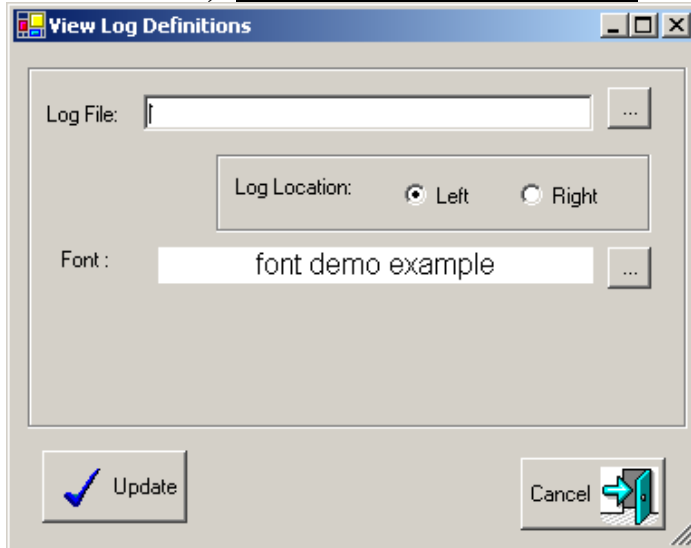 View Log Definitions
Log File: ...
Log Location: Left Right
Font : font demo example ...
Update Cancel